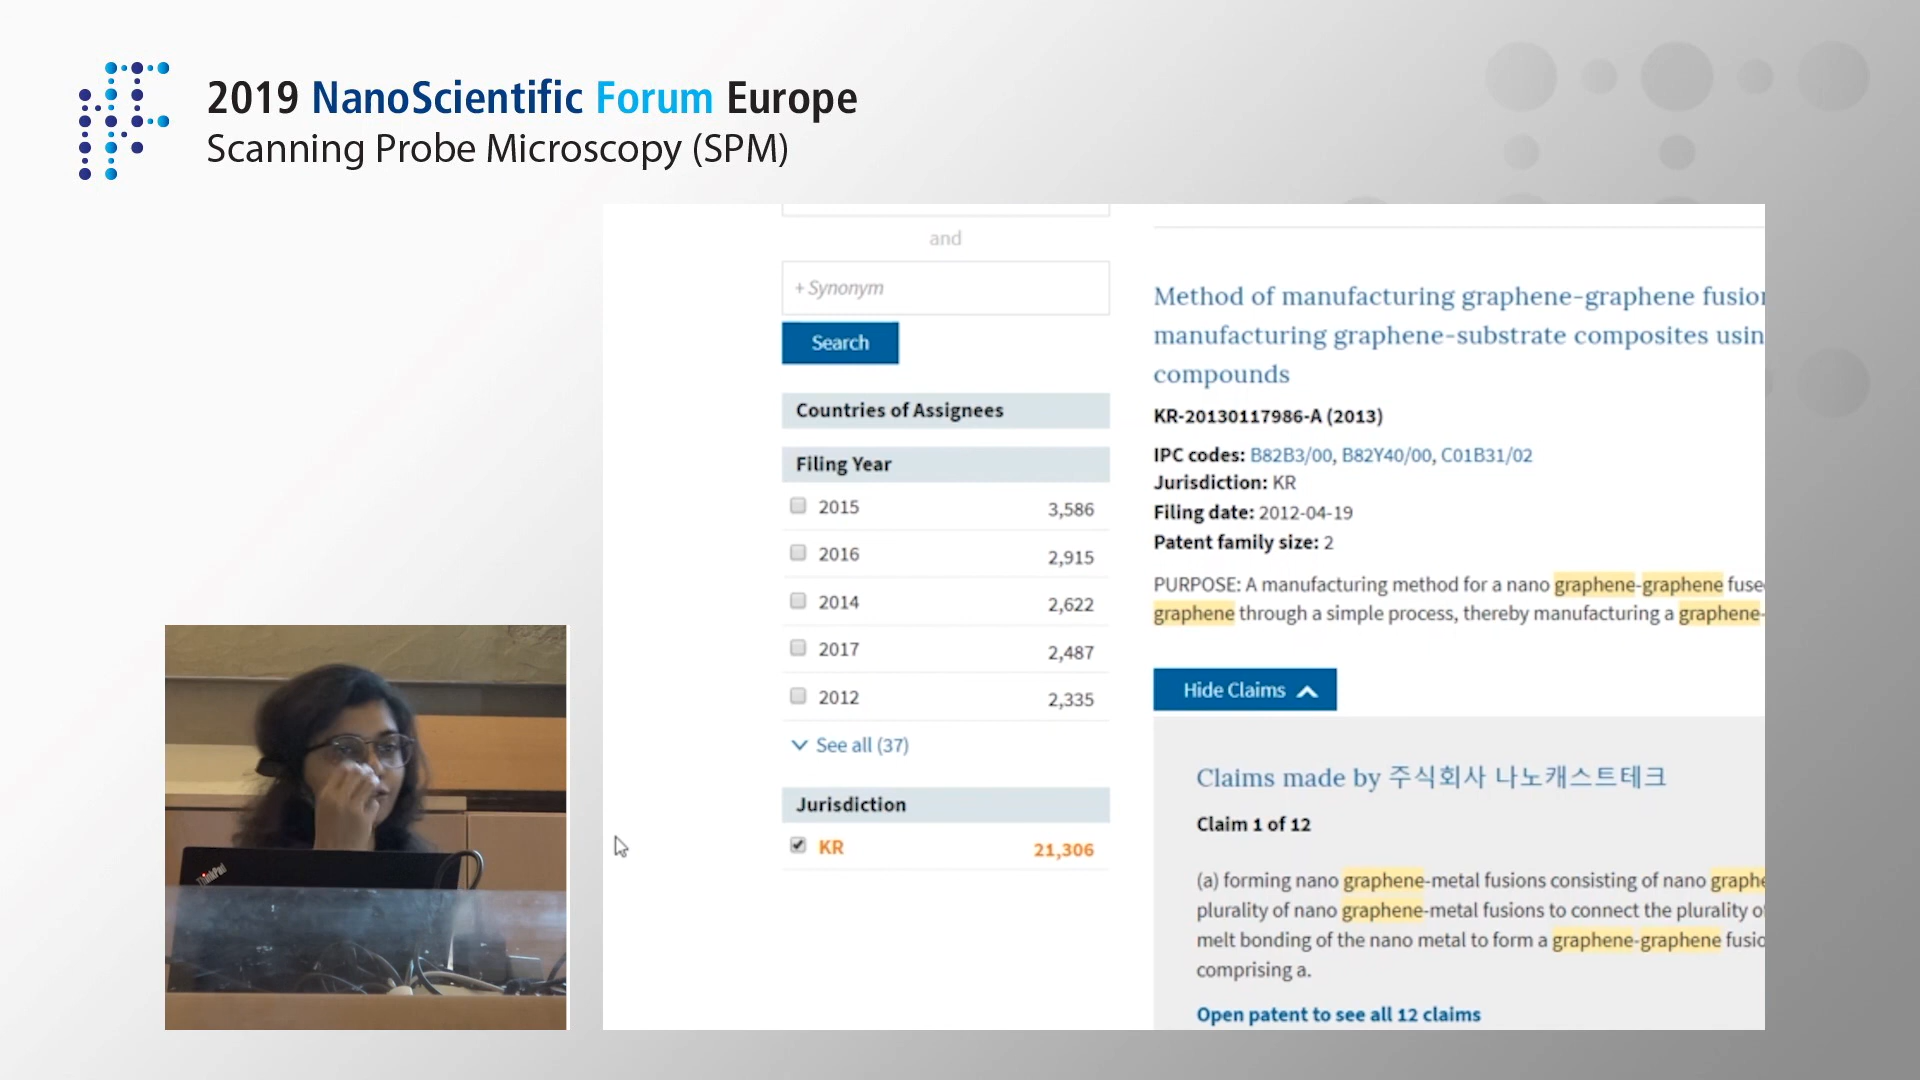 2019 NanoScientific Forum Europe
Scanning Probe Microscopy (SPM)
and
+ Synonym
Search
Countries of Assignees
Filing Year
2015 3,586
2016 2,915
2014 2,622
2017 2,487
2012 2,335
See all (37)
Jurisdiction
KR 21,306
Method of manufacturing graphene-graphene fusion
manufacturing graphene-substrate composites usin
compounds
KR-20130117986-A (2013)
IPC codes: B82B3/00, B82Y40/00, C01B31/02
Jurisdiction: KR
Filing date: 2012-04-19
Patent family size: 2
PURPOSE: A manufacturing method for a nano graphene-graphene fuse
graphene through a simple process, thereby manufacturing a graphene-
Hide Claims
Claims made by 주식회사 나노캐스트테크
Claim 1 of 12
(a) forming nano graphene-metal fusions consisting of nano graphe
plurality of nano graphene-metal fusions to connect the plurality of
melt bonding of the nano metal to form a graphene-graphene fusio
comprising a.
Open patent to see all 12 claims
ThinkPad